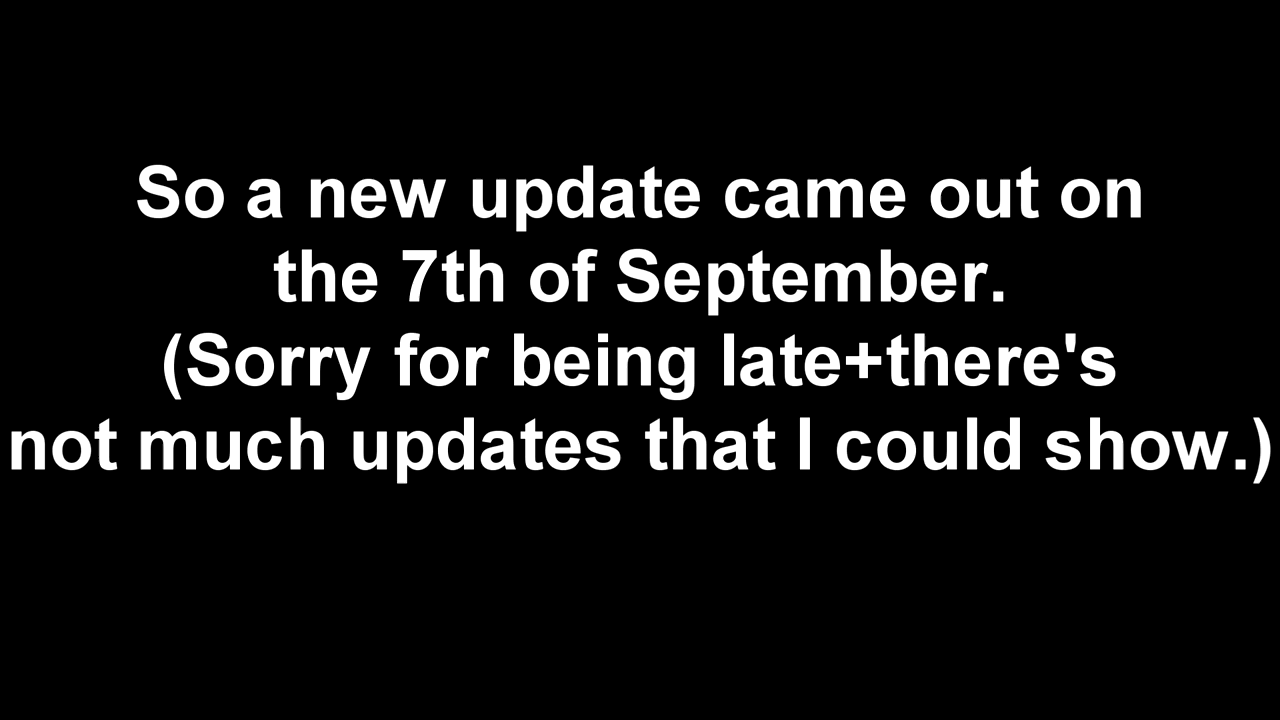 So a new update came out on
the 7th of September.
(Sorry for being late+there's
not much updates that I could show.)